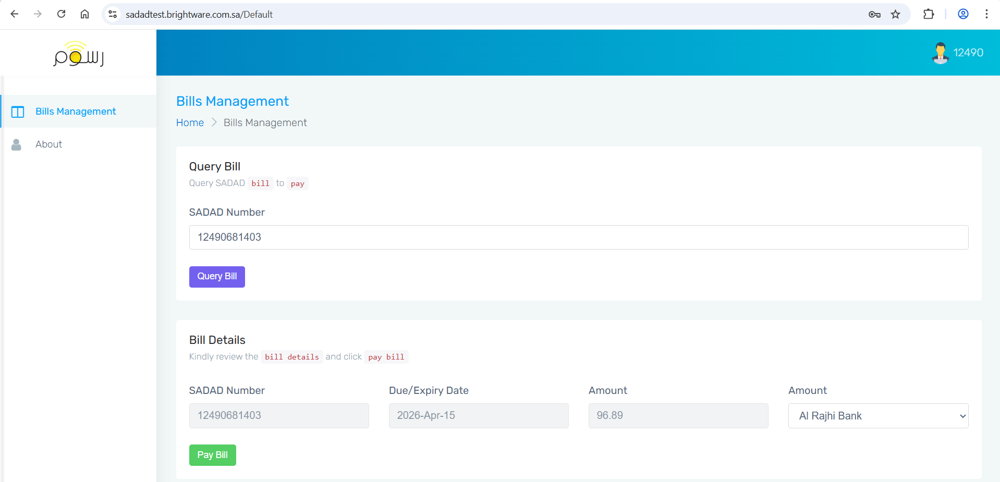 sadadtest.brightware.com.sa/Default
رسوم
12490
Bills Management
About
Bills Management
Home > Bills Management
Query Bill
Query SADAD bill to pay
SADAD Number
12490681403
Query Bill
Bill Details
Kindly review the bill details and click pay bill
SADAD Number Due/Expiry Date Amount Amount
12490681403 2026-Apr-15 96.89 Al Rajhi Bank
Pay Bill